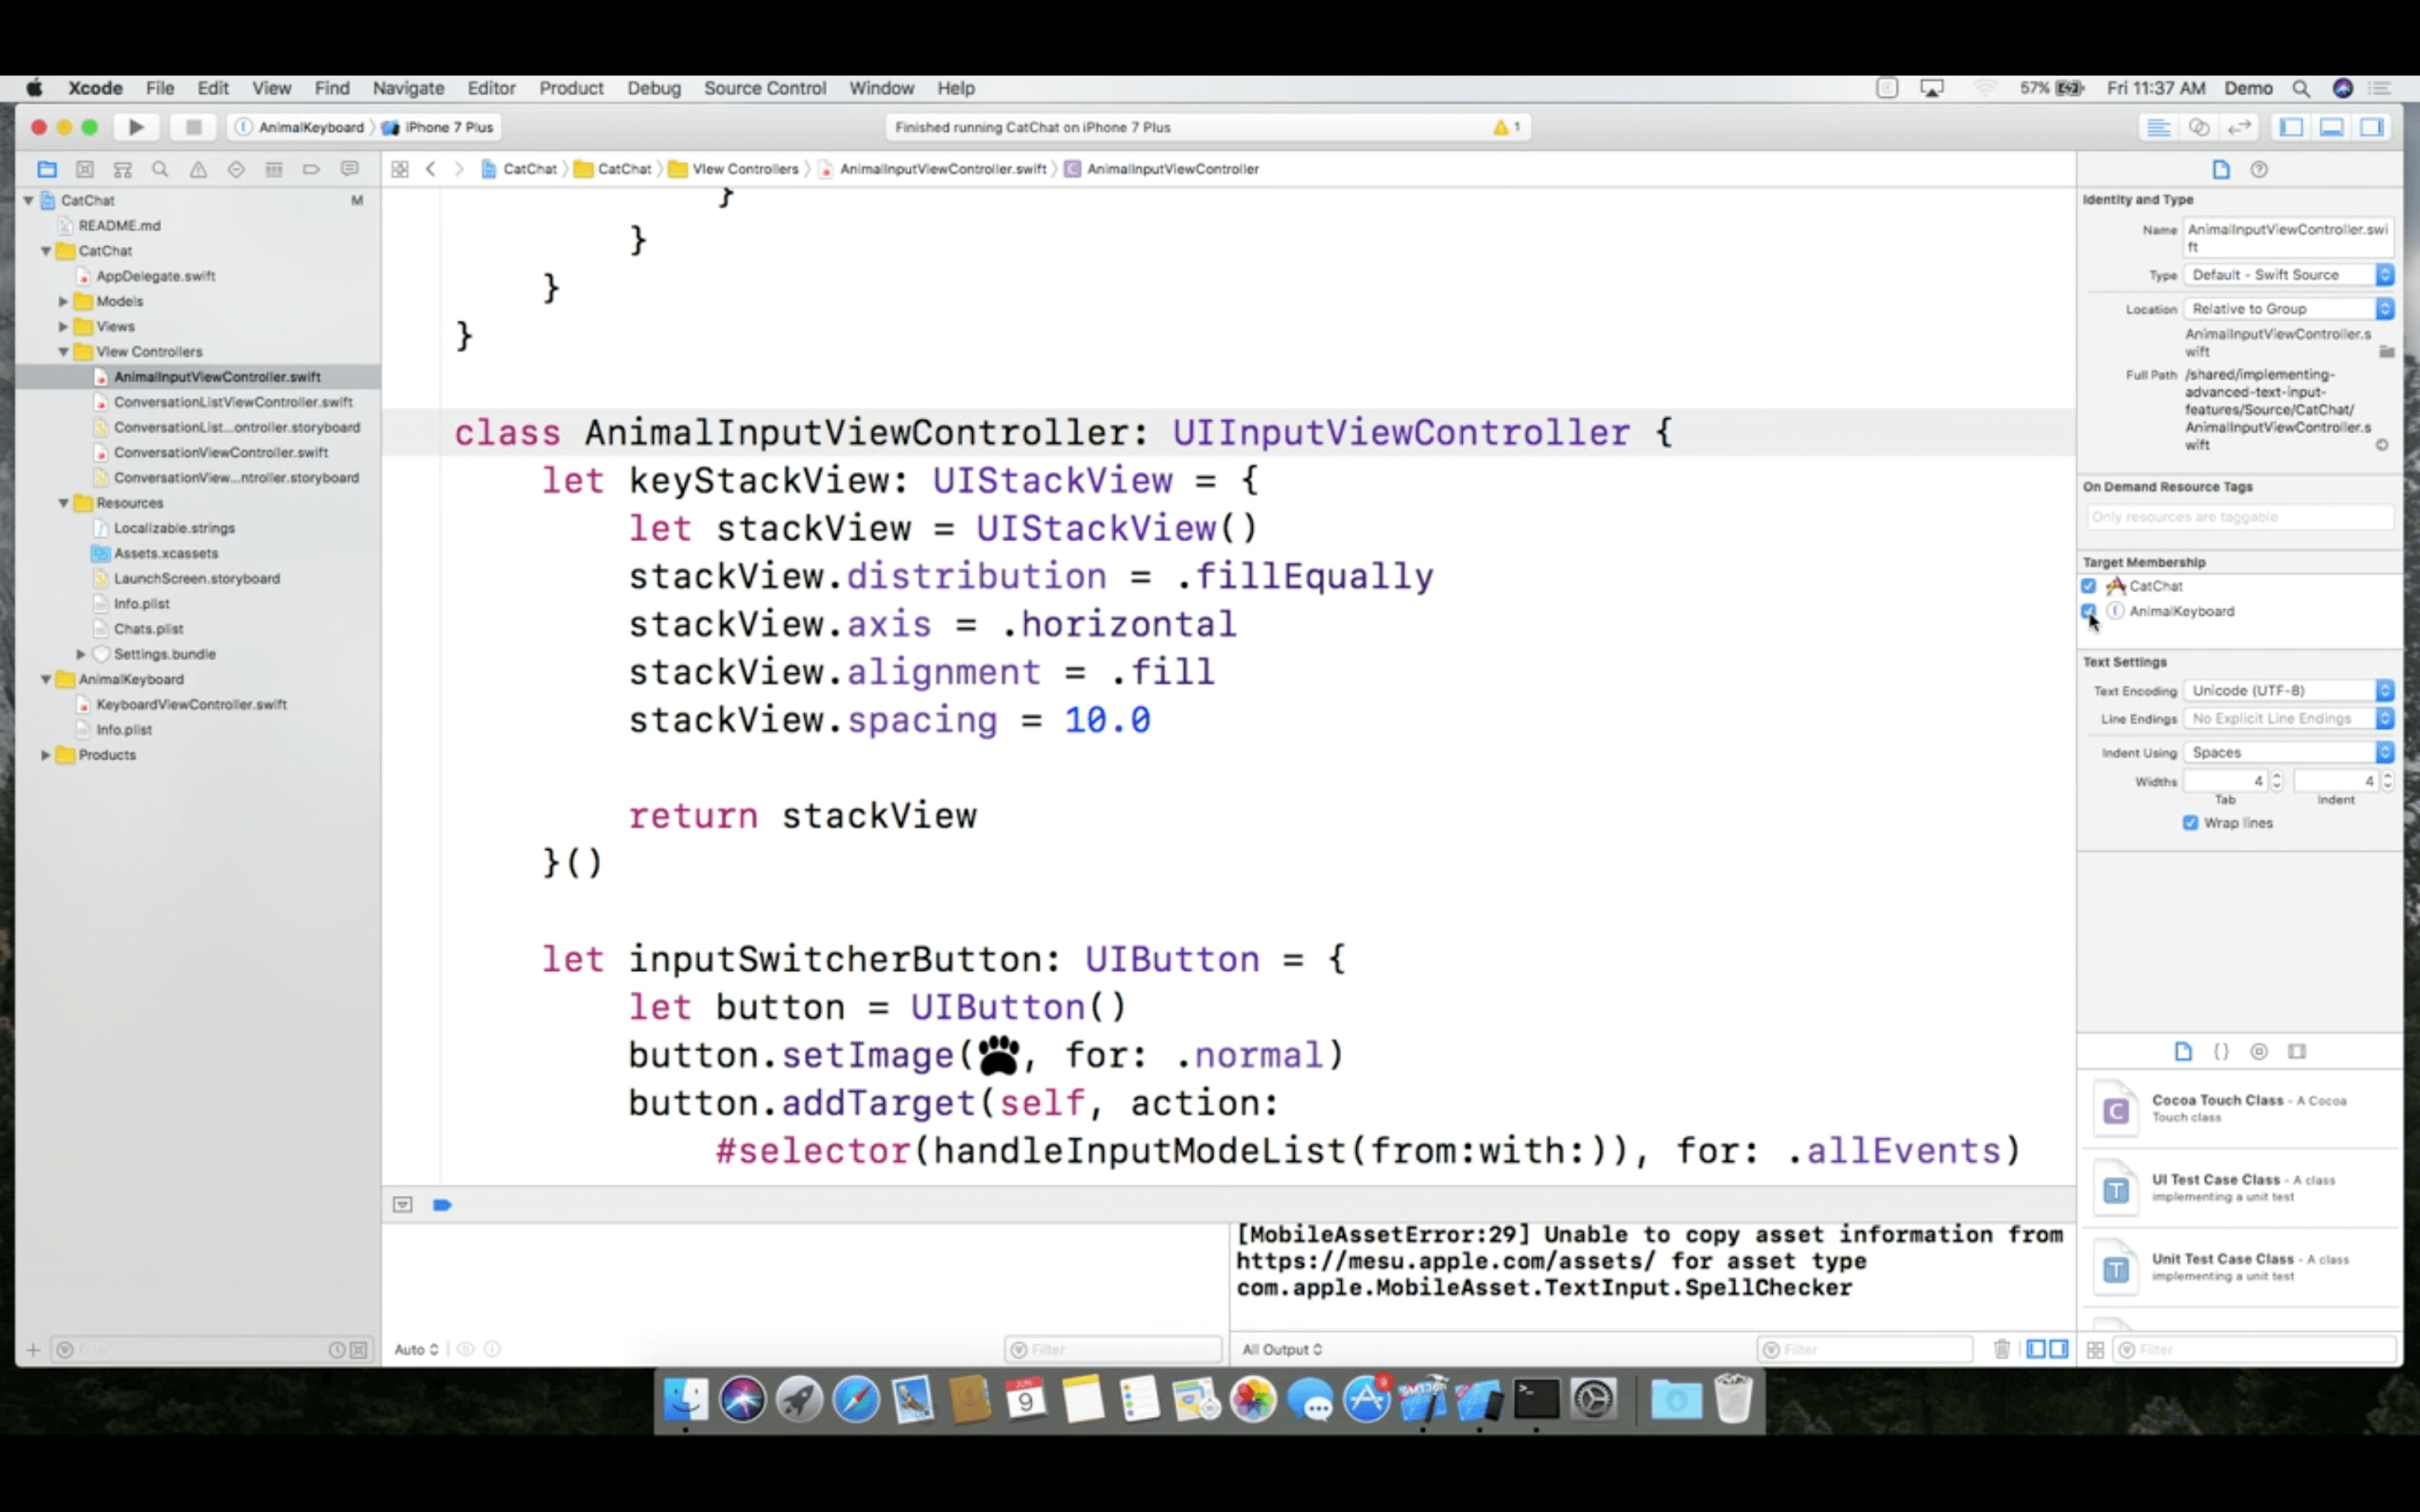 Xcode File Edit View Find Navigate Editor Product Debug Source Control Window Help
57% Fri 11:37 AM Demo
AnimalKeyboard iPhone 7 Plus
Finished running CatChat on iPhone 7 Plus
1
CatChat CatChat VIew Controllers AnimalInputViewController.swift C AnimalInputViewController
CatChat M
README.md
CatChat
AppDelegate.swift
Models
Views
VIew Controllers
AnimalInputViewController.swift
ConversationListViewController.swift
ConversationList...ontroller.storyboard
ConversationViewController.swift
ConversationView...ntroller.storyboard
Resources
Localizable.strings
Assets.xcassets
LaunchScreen.storyboard
Info.plist
Chats.plist
Settings.bundle
AnimalKeyboard
KeyboardViewController.swift
Info.plist
Products
Filter
}
}
}
}
class AnimalInputViewController: UIInputViewController {
let keyStackView: UIStackView = {
let stackView = UIStackView()
stackView.distribution = .fillEqually
stackView.axis = .horizontal
stackView.alignment = .fill
stackView.spacing = 10.0
return stackView
}()
let inputSwitcherButton: UIButton = {
let button = UIButton()
button.setImage( , for: .normal)
button.addTarget(self, action:
#selector(handleInputModeList(from:with:)), for: .allEvents)
[MobileAssetError:29] Unable to copy asset information from
https://mesu.apple.com/assets/ for asset type
com.apple.MobileAsset.TextInput.SpellChecker
Auto
Filter
All Output
Filter
Identity and Type
Name AnimalInputViewController.swi
ft
Type Default - Swift Source
Location Relative to Group
AnimalInputViewController.s
wift
Full Path /shared/implementing-
advanced-text-input-
features/Source/CatChat/
AnimalInputViewController.s
wift
On Demand Resource Tags
Only resources are taggable
Target Membership
CatChat
AnimalKeyboard
Text Settings
Text Encoding Unicode (UTF-8)
Line Endings No Explicit Line Endings
Indent Using Spaces
Widths 4 4
Tab Indent
Wrap lines
{}
C
Cocoa Touch Class - A Cocoa
Touch class
T
UI Test Case Class - A class
implementing a unit test
T
Unit Test Case Class - A class
implementing a unit test
Filter
JUN
9